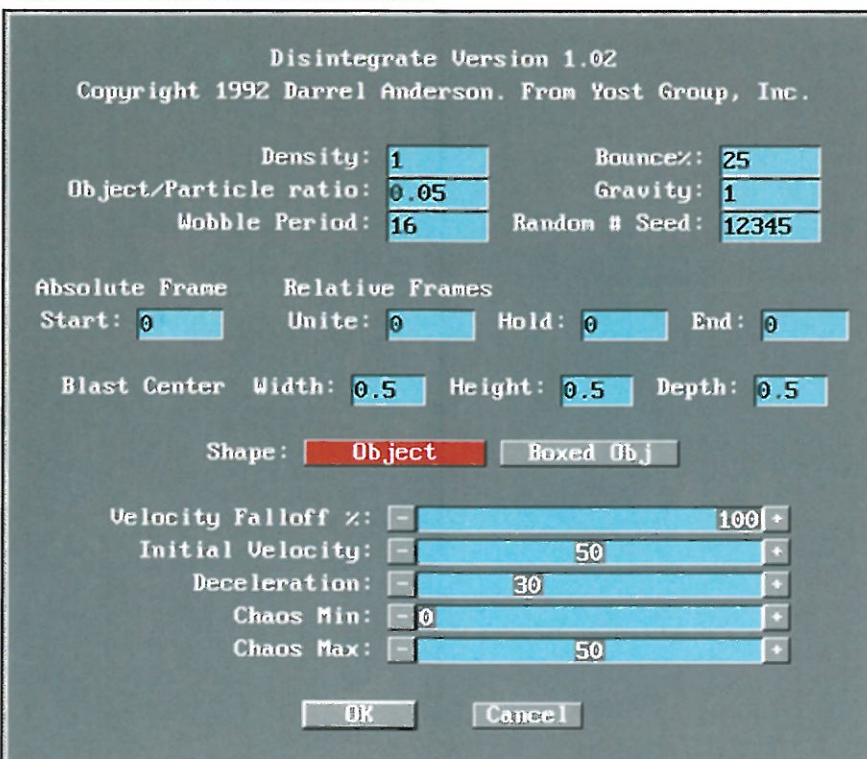 Disintegrate Version 1.02
Copyright 1992 Darrel Anderson. From Yost Group, Inc.
Density: 1 Bounce%: 25
Object/Particle ratio: 0.05 Gravity: 1
Wobble Period: 16 Random # Seed: 12345
Absolute Frame Relative Frames
Start: 0 Unite: 0 Hold: 0 End: 0
Blast Center Width: 0.5 Height: 0.5 Depth: 0.5
Shape: Object Boxed Obj
Velocity Falloff %: - 100 +
Initial Velocity: - 50 +
Deceleration: - 30 +
Chaos Min: - 0 +
Chaos Max: - 50 +
OK Cancel